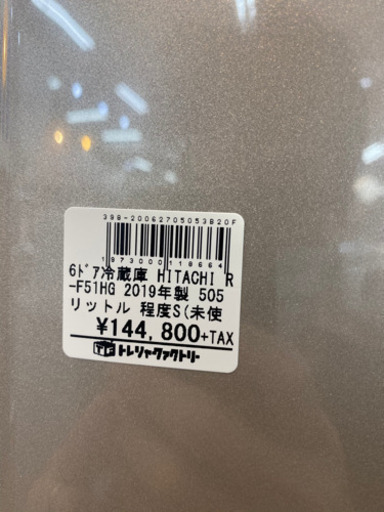 398-20062705053B20F
1973000118664
6ﾄﾞｱ冷蔵庫 HITACHI R
-F51HG 2019年製 505
リットル 程度S(未使
¥144,800+TAX
TF トレジャーファクトリー